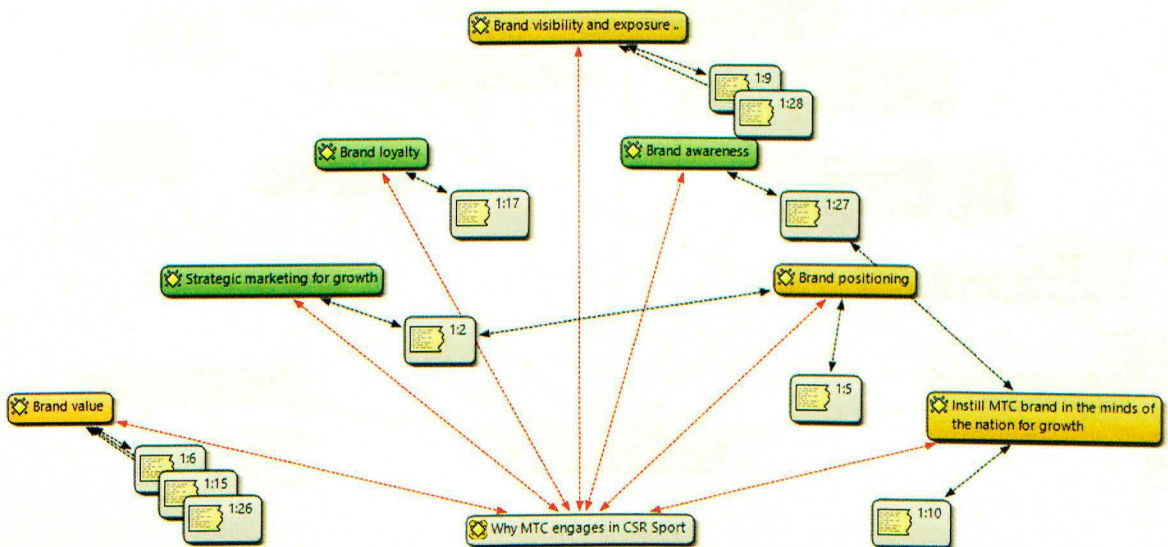 Brand visibility and exposure ..
1:9
1:28
Brand loyalty
Brand awareness
1:17
1:27
Strategic marketing for growth
Brand positioning
1:2
1:5
Brand value
Instill MTC brand in the minds of
the nation for growth
1:6
1:15
1:26
1:10
Why MTC engages in CSR Sport